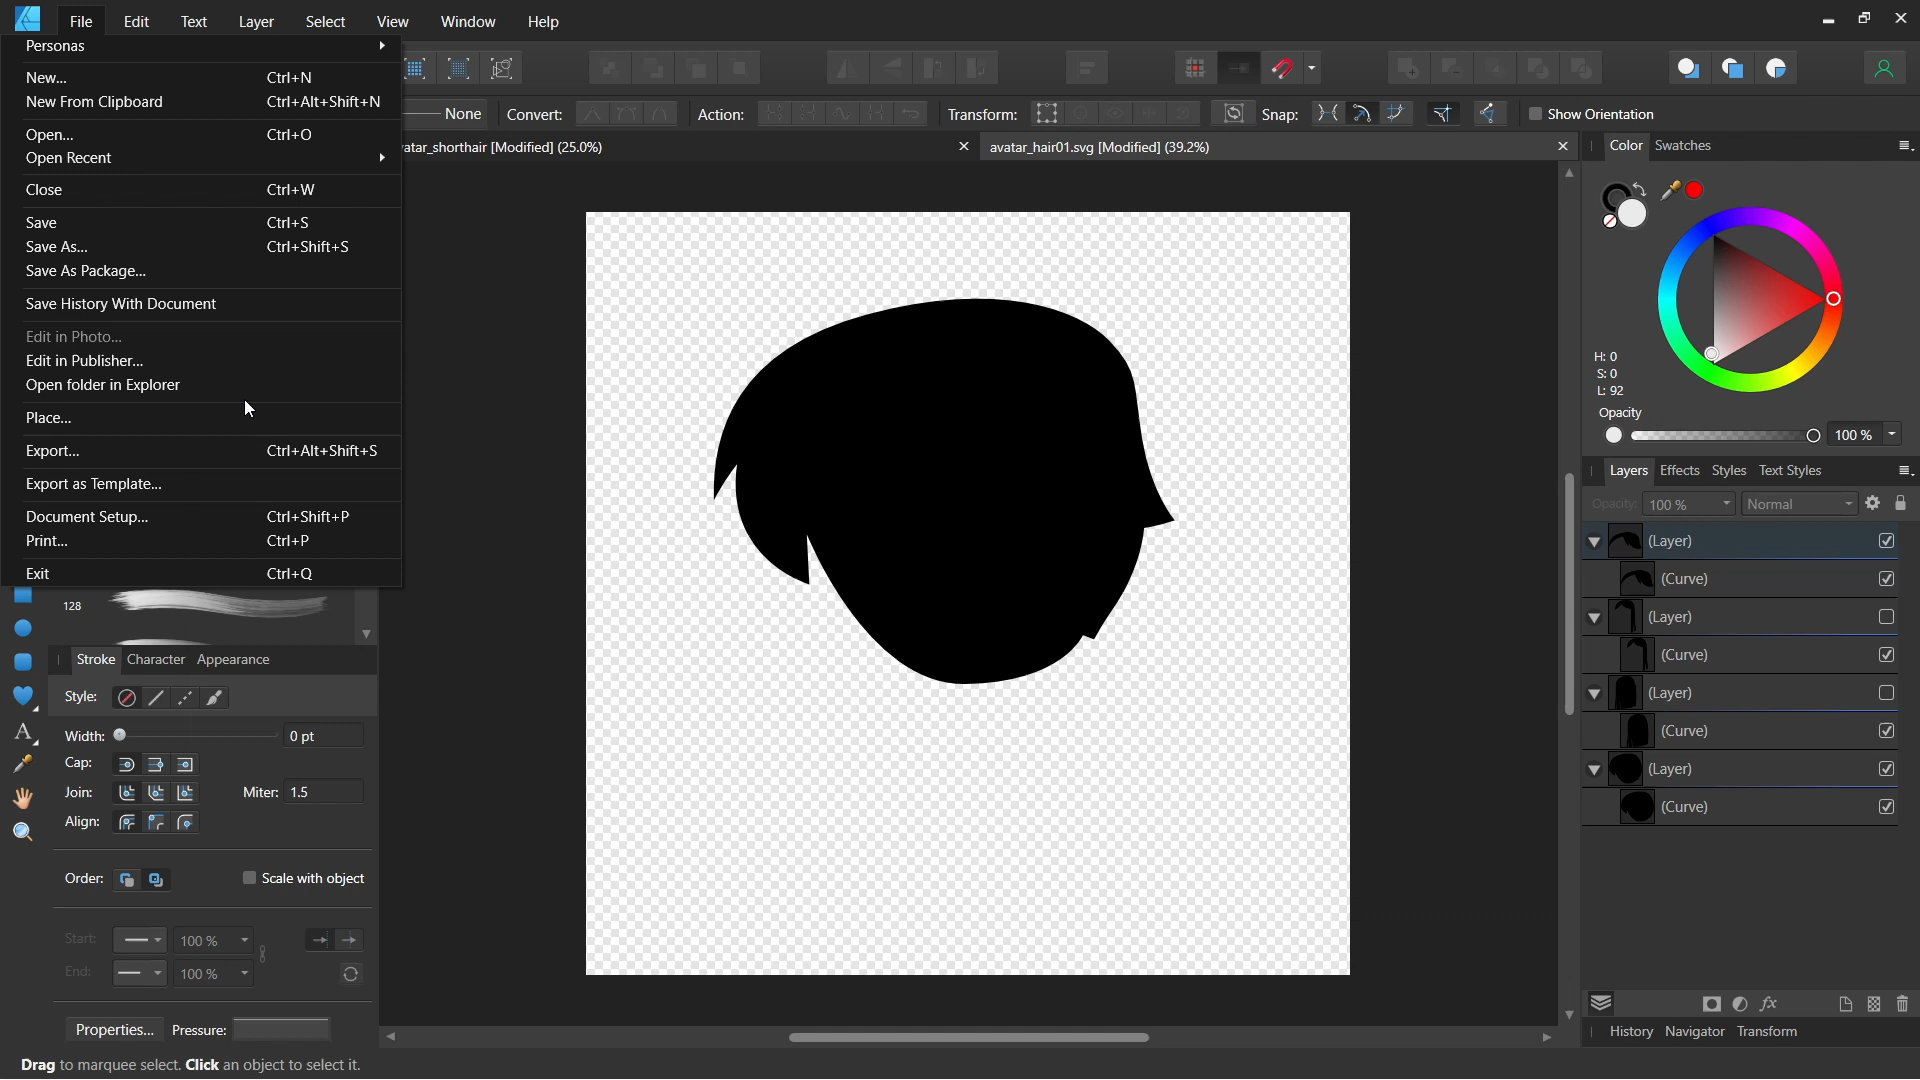 File Edit Text Layer Select View Window Help
Personas
New... Ctrl+N
New From Clipboard Ctrl+Alt+Shift+N
Open... Ctrl+O
Open Recent
Close Ctrl+W
Save Ctrl+S
Save As... Ctrl+Shift+S
Save As Package...
Save History With Document
Edit in Photo...
Edit in Publisher...
Open folder in Explorer
Place...
Export... Ctrl+Alt+Shift+S
Export as Template...
Document Setup... Ctrl+Shift+P
Print... Ctrl+P
Exit Ctrl+Q
None Convert: Action: Transform: Snap: Show Orientation
atar_shorthair [Modified] (25.0%)
avatar_hair01.svg [Modified] (39.2%)
128
Stroke Character Appearance
Style:
Width: 0 pt
Cap:
Join: Miter: 1.5
Align:
Order: Scale with object
Start: 100 %
End: 100 %
Properties... Pressure:
Color Swatches
H: 0
S: 0
L: 92
Opacity
100 %
Layers Effects Styles Text Styles
Opacity: 100 % Normal
(Layer)
(Curve)
(Layer)
(Curve)
(Layer)
(Curve)
(Layer)
(Curve)
fx
History Navigator Transform
Drag to marquee select. Click an object to select it.